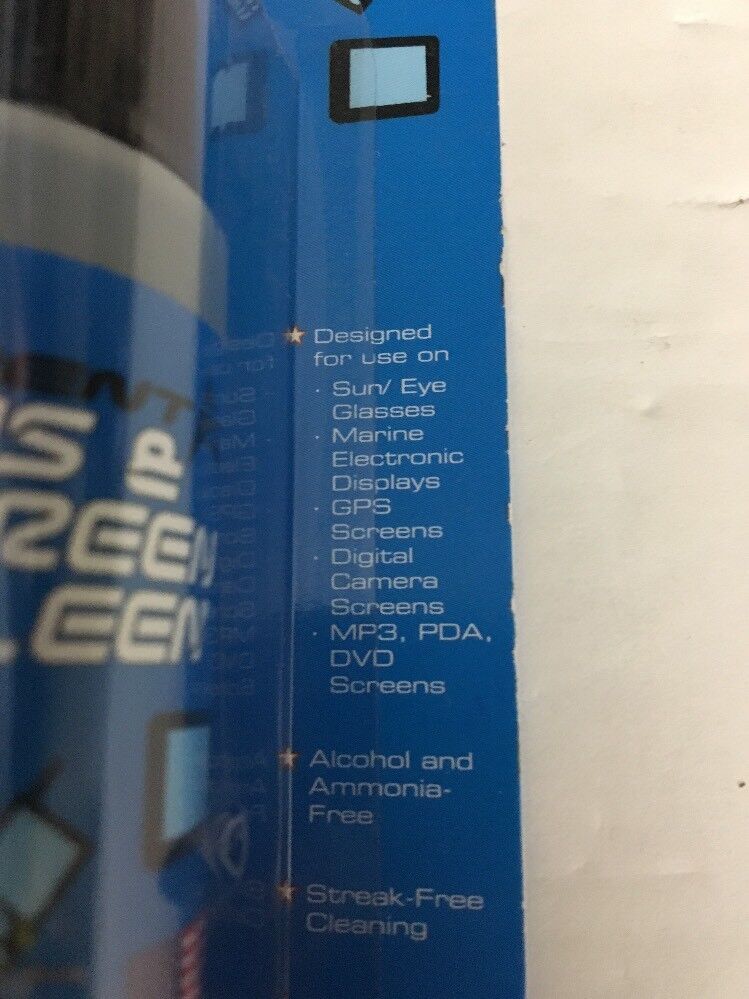 Designed
for use on
· Sun/ Eye
Glasses
· Marine
Electronic
Displays
· GPS
Screens
· Digital
Camera
Screens
· MP3, PDA,
DVD
Screens
Alcohol and
Ammonia-
Free
Streak-Free
Cleaning